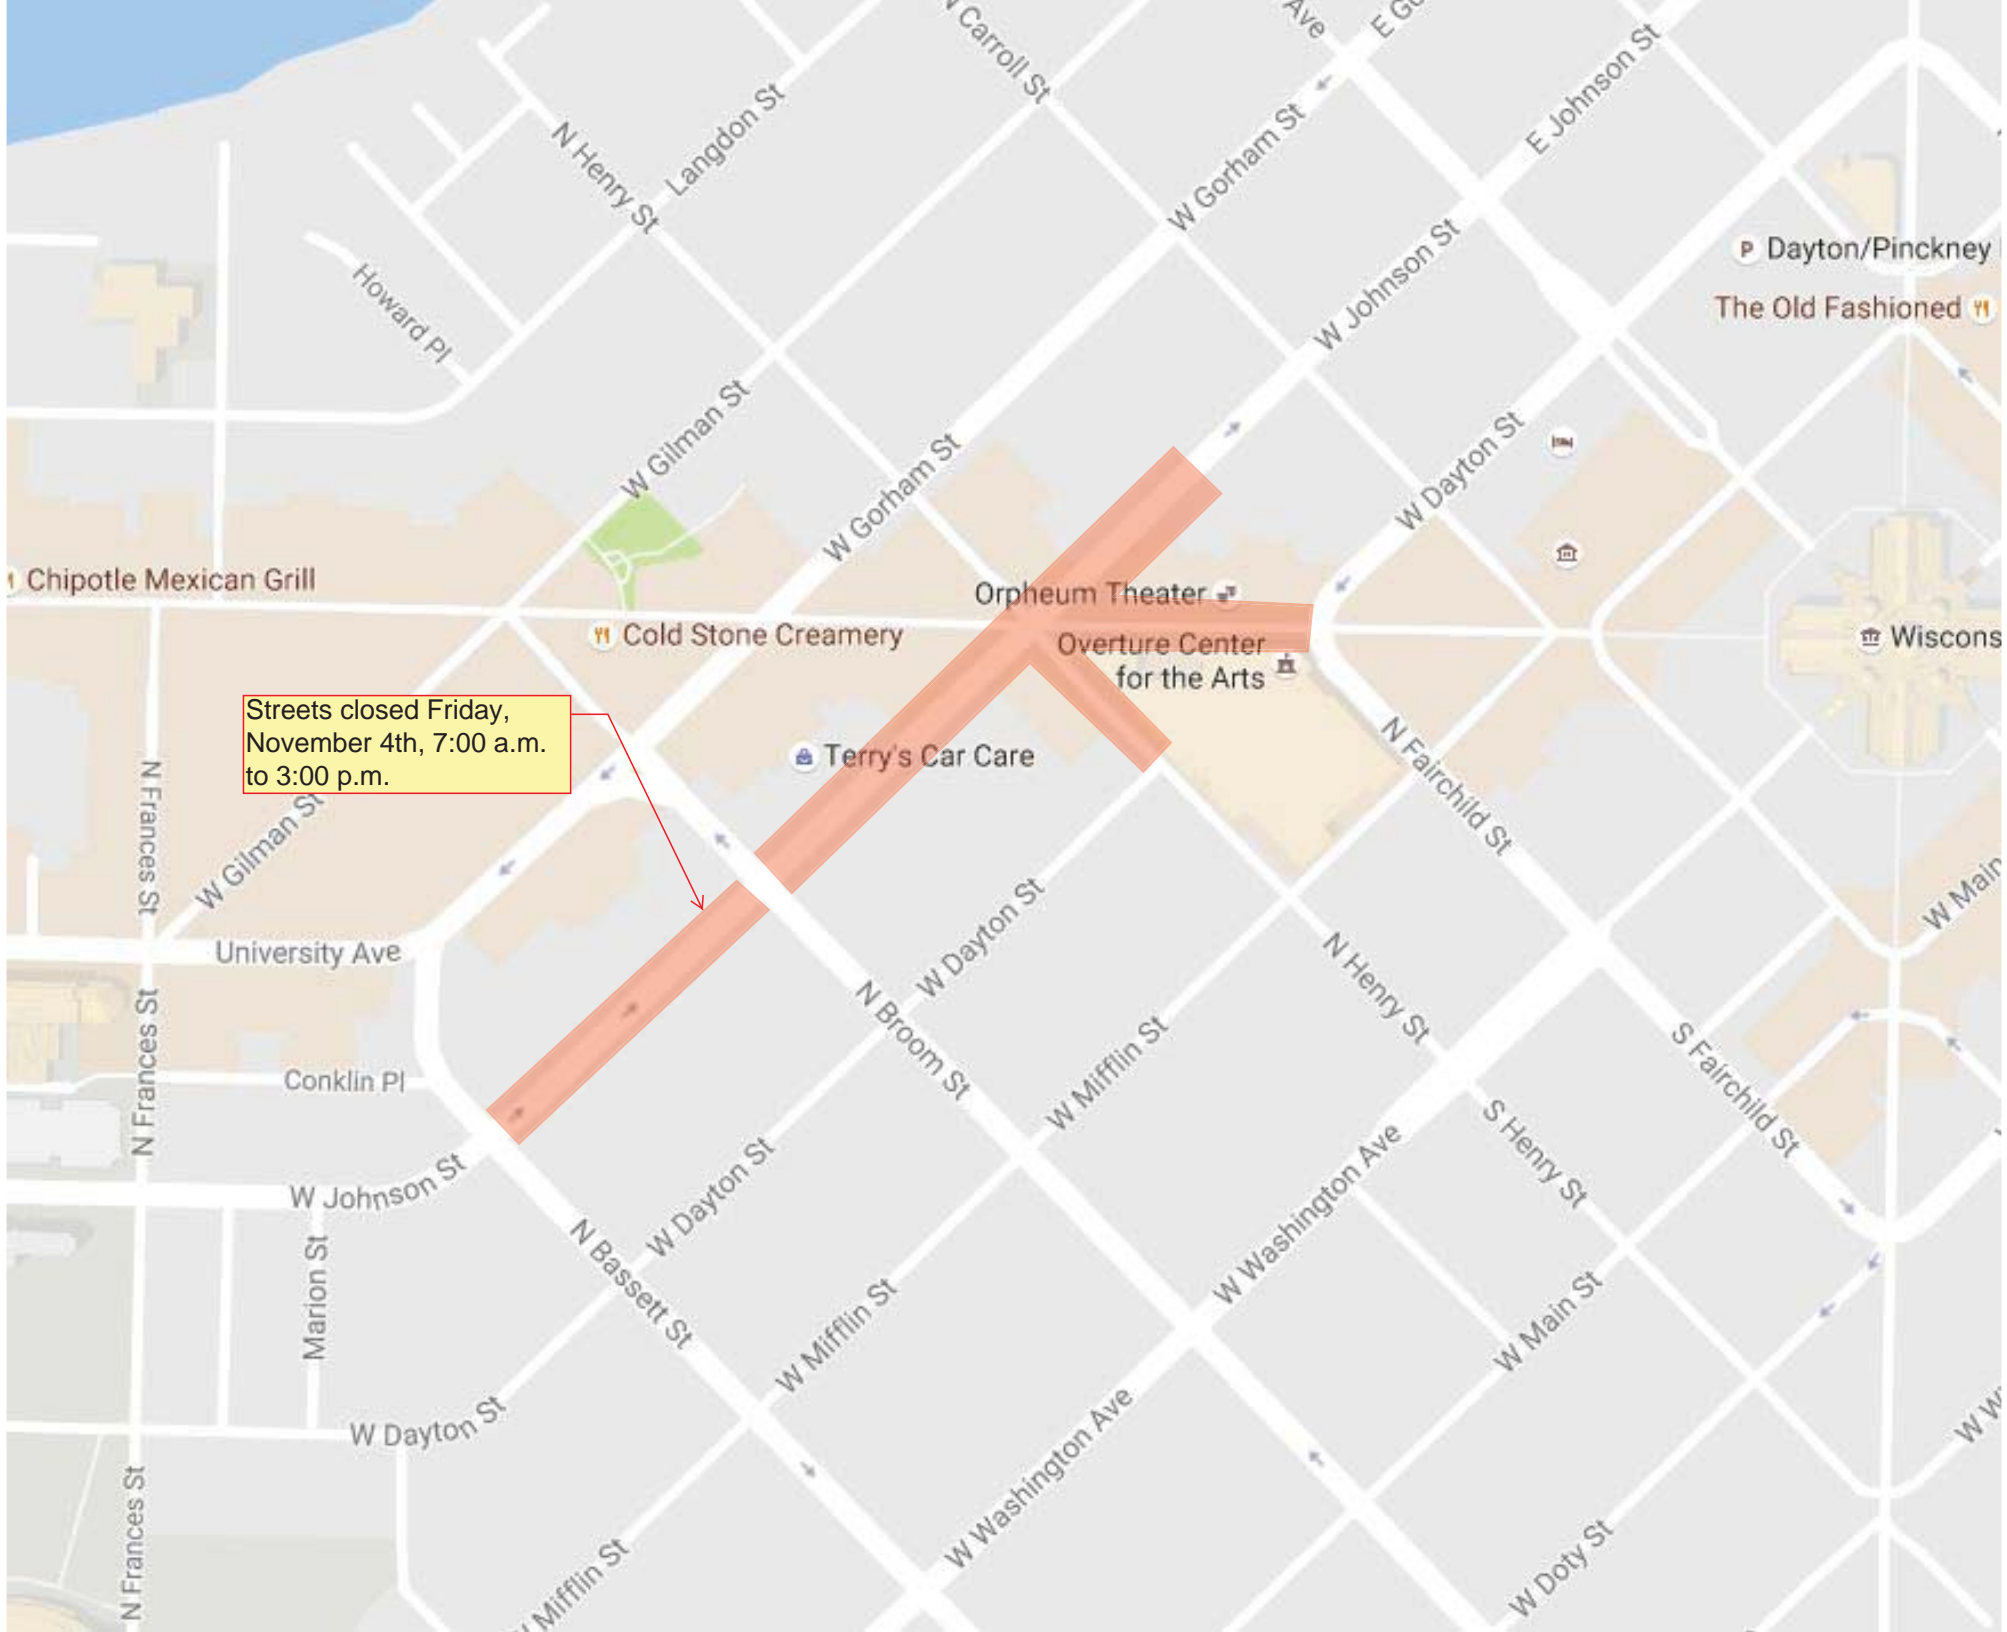 N Carroll St
Ave
E Go
E Johnson St
N Henry St
Langdon St
W Gorham St
W Johnson St
P Dayton/Pinckney
The Old Fashioned
Howard Pl
W Gilman St
W Gorham St
W Dayton St
Chipotle Mexican Grill
Orpheum Theater
Cold Stone Creamery
Overture Center
for the Arts
Wiscons
Streets closed Friday,
November 4th, 7:00 a.m.
to 3:00 p.m.
Terry's Car Care
N Fairchild St
N Frances St
W Gilman St
W Main
University Ave
W Dayton St
N Henry St
N Broom St
W Mifflin St
N Frances St
Conklin Pl
S Fairchild St
S Henry St
W Johnson St
W Dayton St
W Washington Ave
Marion St
N Bassett St
W Mifflin St
W Main St
W Dayton St
W Washington Ave
W W
N Frances St
W Mifflin St
W Doty St